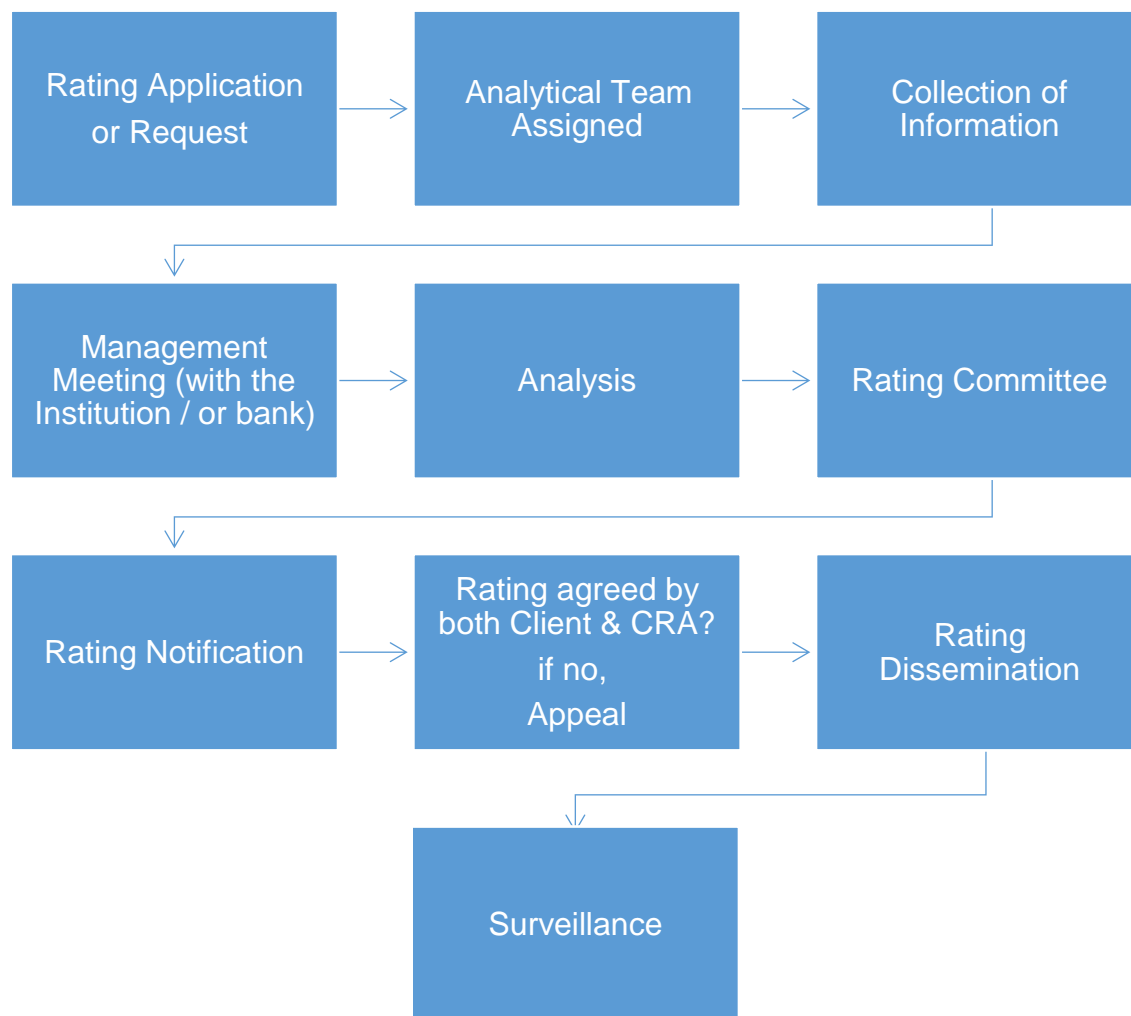 Rating Application
or Request
Analytical Team
Assigned
Collection of
Information
Management
Meeting (with the
Institution / or bank)
Analysis
Rating Committee
Rating Notification
Rating agreed by
both Client & CRA?
if no,
Appeal
Rating
Dissemination
Surveillance